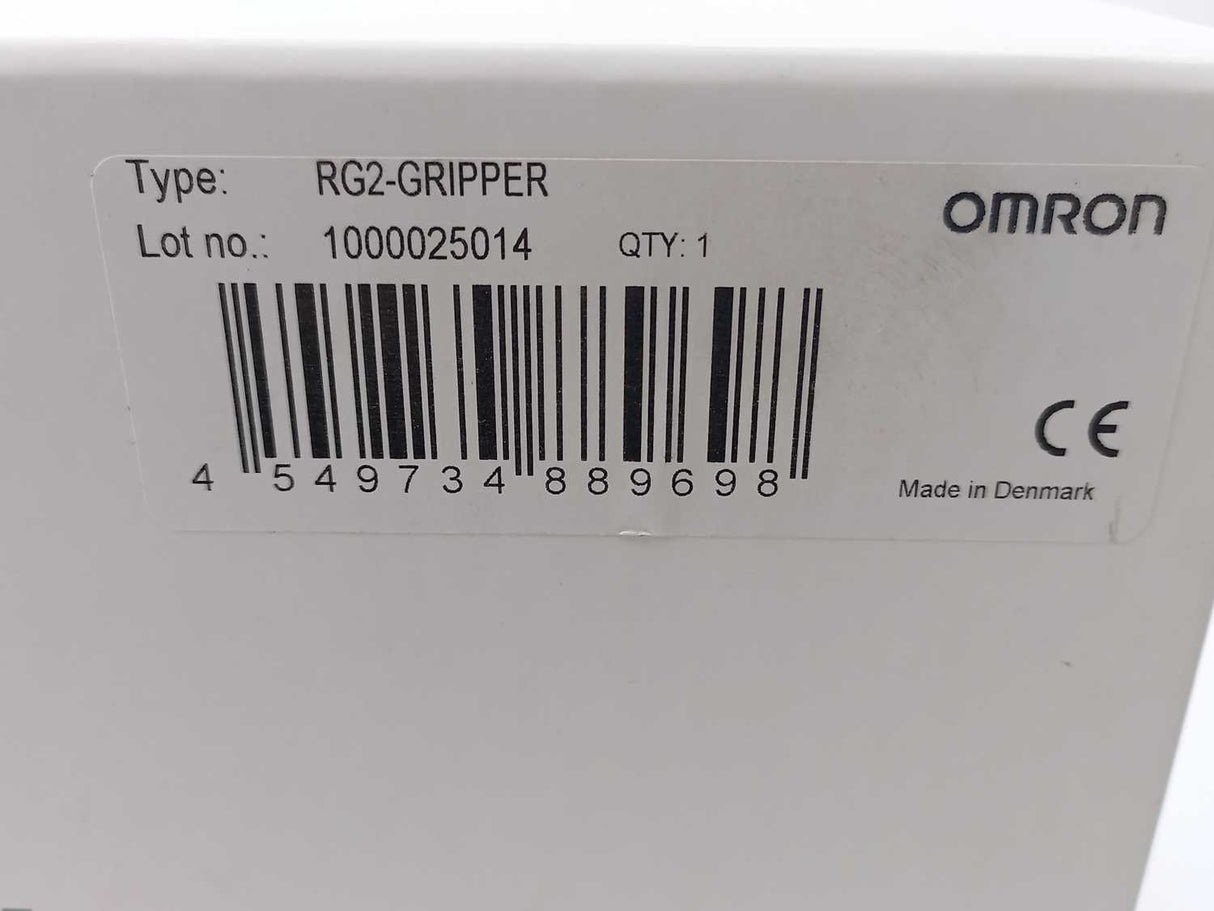 Type: RG2-GRIPPER
OMRON
Lot no.: 1000025014 QTY: 1
4 549734 889698
CE
Made in Denmark